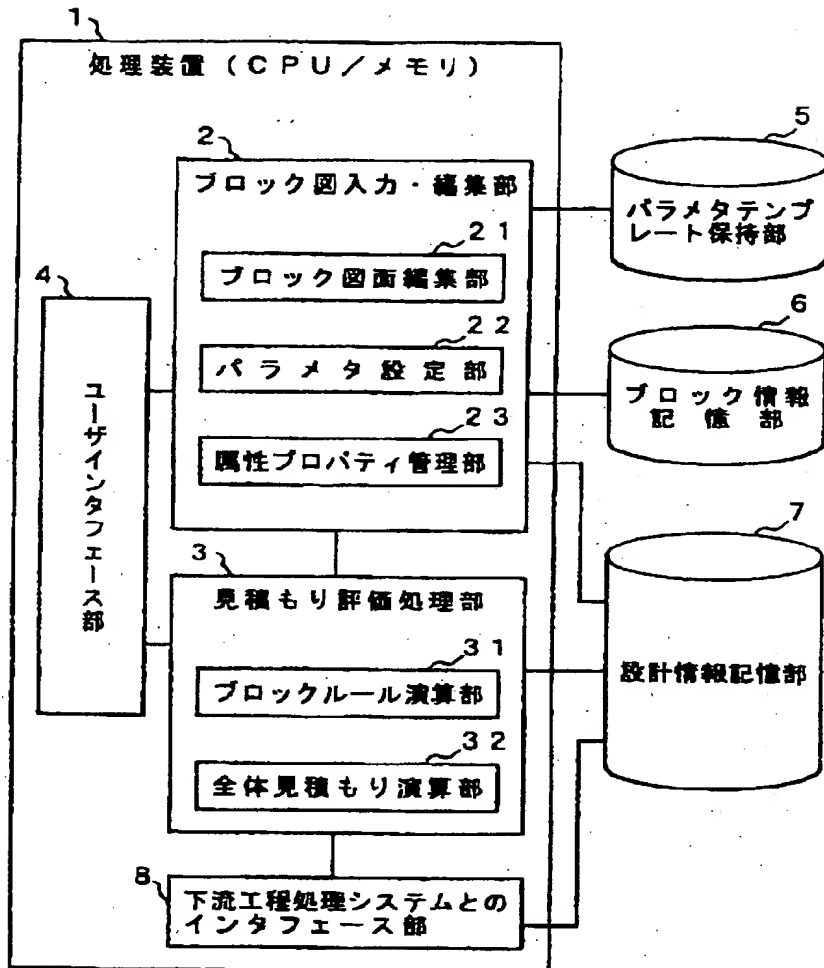 1
処理装置(CPU/メモリ)
2
ブロック図入力・編集部
21
ブロック図面編集部
22
パラメタ設定部
23
属性プロパティ管理部
3
見積もり評価処理部
31
ブロックルール演算部
32
全体見積もり演算部
4
ユーザインタフェース部
8
下流工程処理システムとの
インタフェース部
5
パラメタテンプ
レート保持部
6
ブロック情報
記憶部
7
設計情報記憶部